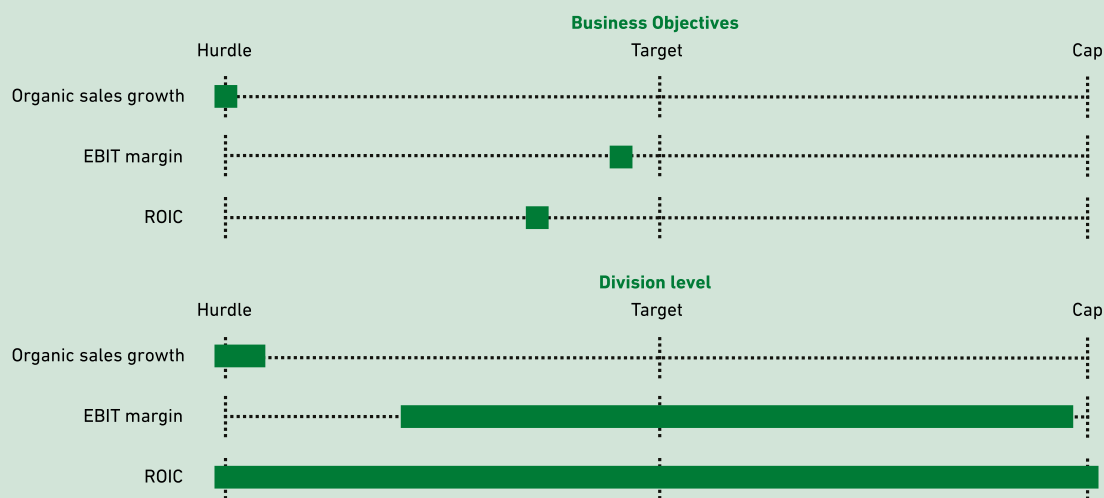 Business Objectives
Hurdle Target Cap
Organic sales growth
EBIT margin
ROIC
Division level
Hurdle Target Cap
Organic sales growth
EBIT margin
ROIC